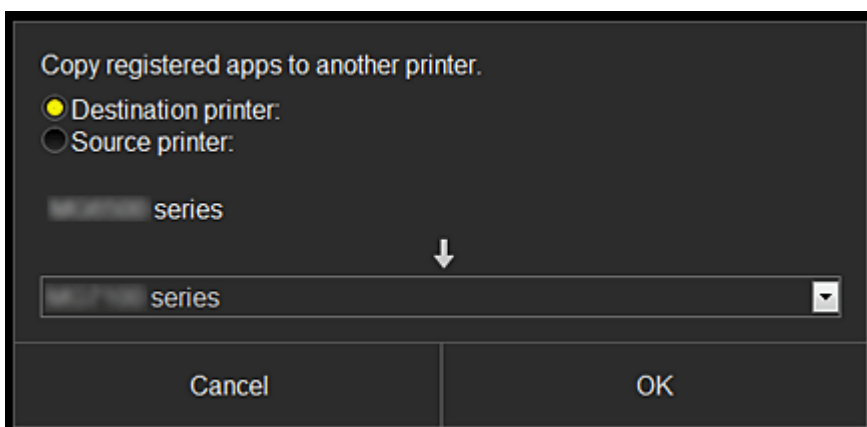 Copy registered apps to another printer.
Destination printer:
Source printer:
series
series
Cancel
OK